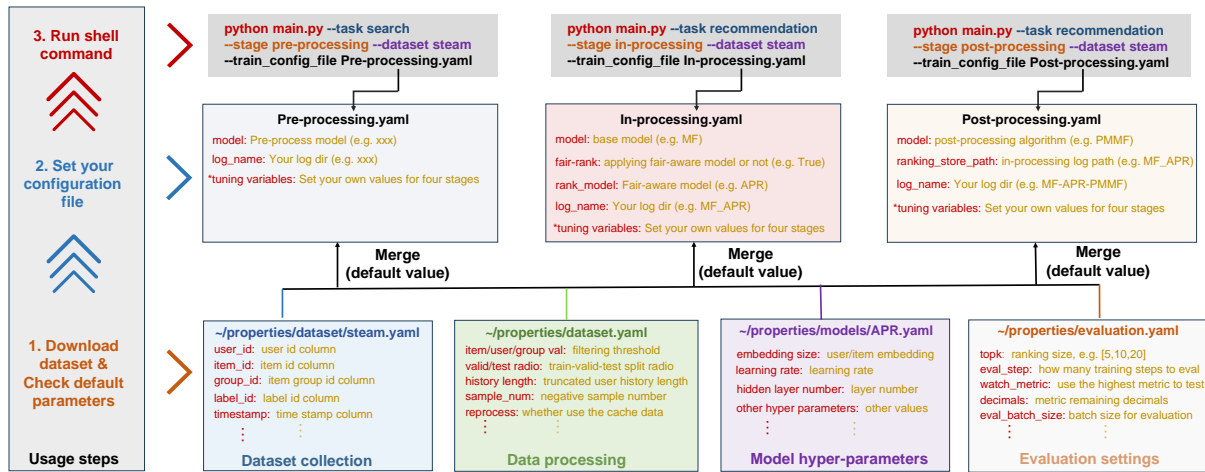 3. Run shell
command
2. Set your
configuration
file
1. Download
dataset &
Check default
parameters
Usage steps
python main.py --task search
--stage pre-processing --dataset steam
--train_config_file Pre-processing.yaml
python main.py --task recommendation
--stage in-processing --dataset steam
--train_config_file In-processing.yaml
python main.py --task recommendation
--stage post-processing --dataset steam
--train_config_file Post-processing.yaml
Pre-processing.yaml
model: Pre-process model (e.g. xxx)
log_name: Your log dir (e.g. xxx)
*tuning variables: Set your own values for four stages
In-processing.yaml
model: base model (e.g. MF)
fair-rank: applying fair-aware model or not (e.g. True)
rank_model: Fair-aware model (e.g. APR)
log_name: Your log dir (e.g. MF_APR)
*tuning variables: Set your own values for four stages
Post-processing.yaml
model: post-processing algorithm (e.g. PMMF)
ranking_store_path: in-processing log path (e.g. MF_APR)
log_name: Your log dir (e.g. MF-APR-PMMF)
*tuning variables: Set your own values for four stages
Merge
(default value)
Merge
(default value)
Merge
(default value)
~/properties/dataset/steam.yaml
user_id: user id column
item_id: item id column
group_id: item group id column
label_id: label id column
timestamp: time stamp column
Dataset collection
~/properties/dataset.yaml
item/user/group val: filtering threshold
valid/test radio: train-valid-test split radio
history length: truncated user history length
sample_num: negative sample number
reprocess: whether use the cache data
Data processing
~/properties/models/APR.yaml
embedding size: user/item embedding
learning rate: learning rate
hidden layer number: layer number
other hyper parameters: other values
Model hyper-parameters
~/properties/evaluation.yaml
topk: ranking size, e.g. [5,10,20]
eval_step: how many training steps to eval
watch_metric: use the highest metric to test
decimals: metric remaining decimals
eval_batch_size: batch size for evaluation
Evaluation settings